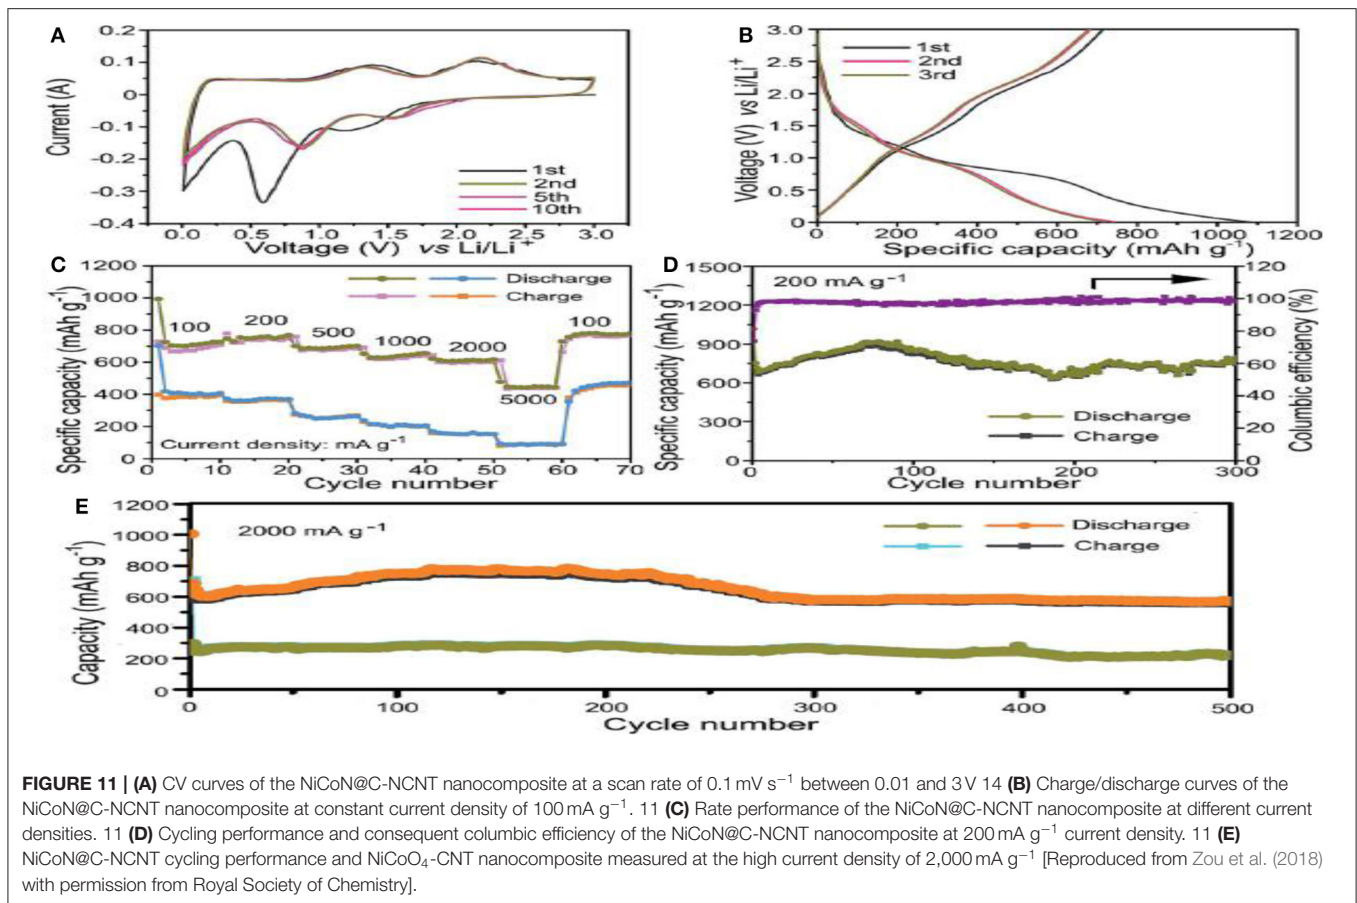 A
0.2
0.1
0
-0.1
-0.2
-0.3
-0.4
Current (A)
1st
2nd
5th
10th
0.0 0.5 1.0 1.5 2.0 2.5 3.0
Voltage (V) vs Li/Li+
B
3.0
2.5
2.0
1.5
1.0
0.5
0
Voltage (V) vs Li/Li+
1st
2nd
3rd
0 200 400 600 800 1000 1200
Specific capacity (mAh g-1)
C
1200
1000
800
600
400
200
0
Specific capacity (mAh g-1)
Discharge
Charge
100 200 500 1000 2000 5000 100
Current density: mA g-1
0 10 20 30 40 50 60 70
Cycle number
D
1500
1200
900
600
300
0
Specific capacity (mAh g-1)
200 mA g-1
120
100
80
60
40
20
0
Columbic efficiency (%)
Discharge
Charge
0 100 200 300
Cycle number
E
1200
1000
800
600
400
200
0
Capacity (mAh g-1)
2000 mA g−1
Discharge
Charge
0 100 200 300 400 500
Cycle number
FIGURE 11 | (A) CV curves of the NiCoN@C-NCNT nanocomposite at a scan rate of 0.1 mV s−1 between 0.01 and 3 V 14 (B) Charge/discharge curves of the
NiCoN@C-NCNT nanocomposite at constant current density of 100 mA g−1. 11 (C) Rate performance of the NiCoN@C-NCNT nanocomposite at different current
densities. 11 (D) Cycling performance and consequent columbic efficiency of the NiCoN@C-NCNT nanocomposite at 200 mA g−1 current density. 11 (E)
NiCoN@C-NCNT cycling performance and NiCoO4-CNT nanocomposite measured at the high current density of 2,000 mA g−1 [Reproduced from Zou et al. (2018)
with permission from Royal Society of Chemistry].